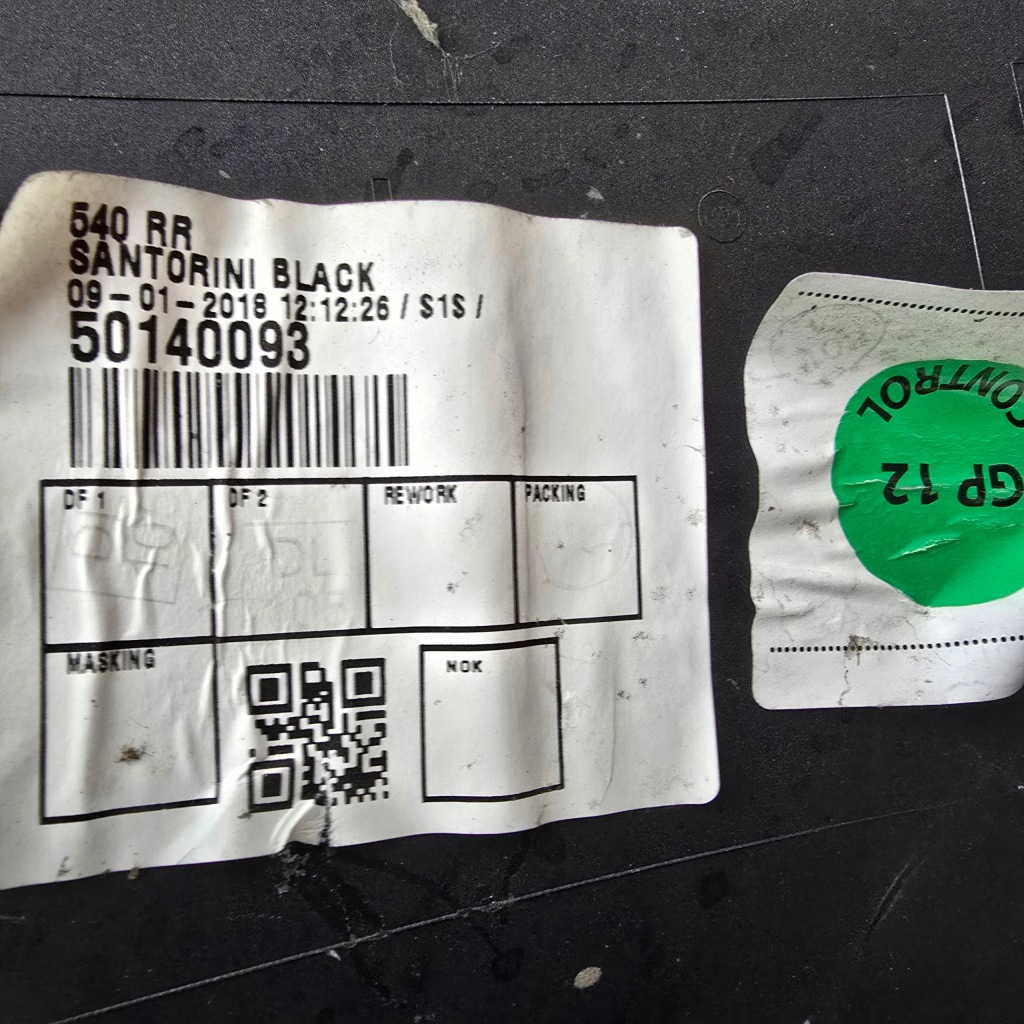 540 RR
SANTORINI BLACK
09-01-2018 12:12:26 / S1S /
50140093
DF 1
DF 2
REWORK
PACKING
MASKING
NOK
CONTROL
GP 12